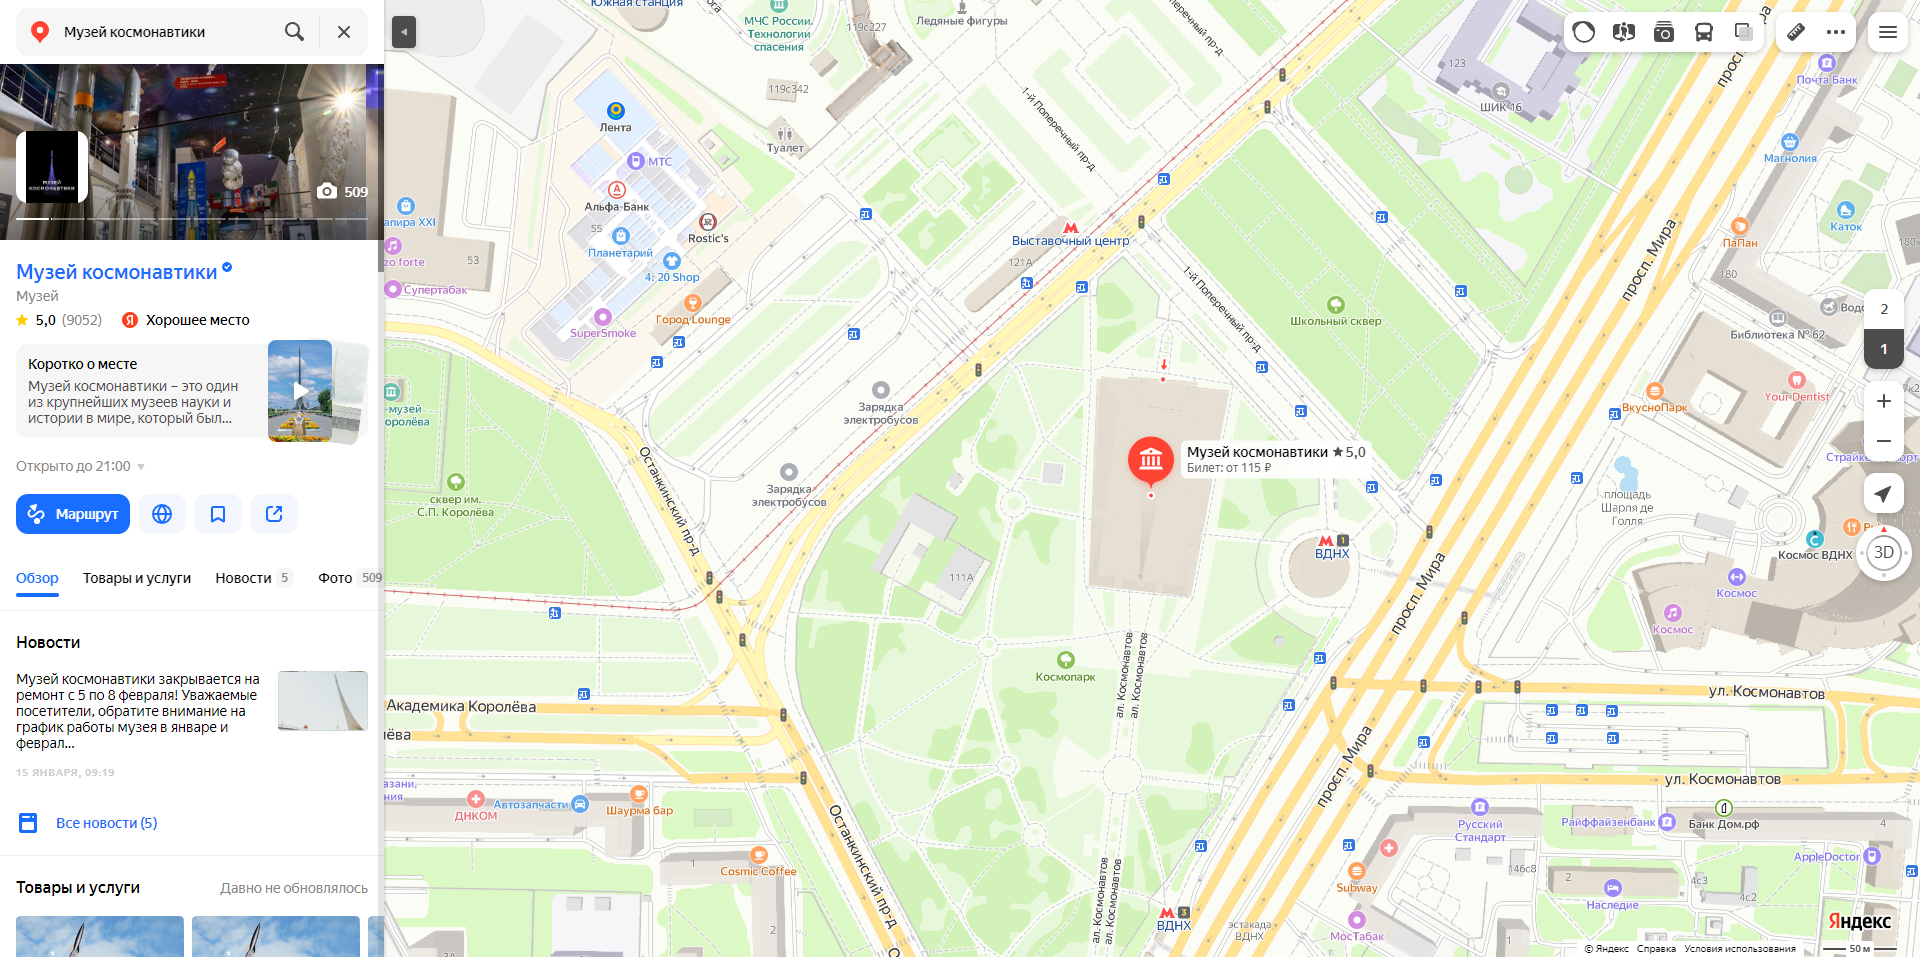 Музей космонавтики
509
Музей космонавтики
Музей
5,0 (9052) Хорошее место
Коротко о месте
Музей космонавтики – это один
из крупнейших музеев науки и
истории в мире, который был...
Открыто до 21:00
Маршрут
Обзор Товары и услуги Новости 5 Фото 509
Новости
Музей космонавтики закрывается на
ремонт с 5 по 8 февраля! Уважаемые
посетители, обратите внимание на
график работы музея в январе и
феврал...
15 ЯНВАРЯ, 09:19
Все новости (5)
Товары и услуги Давно не обновлялось
Южная станция
МЧС России.
Технологии
спасения
119с227
Ледяные фигуры
119с342
Туалет
Лента
МТС
Альфа-Банк
55
Планетарий
Rostic's
4: 20 Shop
Город Lounge
SuperSmoke
апира XXI
zo forte
53
Супертабак
музей
оролёва
сквер им.
С.П. Королёва
Зарядка
электробусов
Зарядка
электробусов
Выставочный центр
121А
1-й Поперечный пр-д
1-й Поперечный пр-д
Школьный сквер
Музей космонавтики ★ 5,0
Билет: от 115 ₽
ВДНХ
1
111А
Космопарк
ал. Космонавтов
ал. Космонавтов
ал. Космонавтов
ал. Космонавтов
Останкинский пр-д
Останкинский пр-д
Академика Королёва
лёва
азани,
ния
ДНКОМ
Автозапчасти
Шаурма бар
Cosmic Coffee
1
3А
1
ВДНХ
3
эстакада
ВДНХ
просп. Мира
просп. Мира
просп. Мира
ул. Космонавтов
ул. Космонавтов
123
ШИК 16
Почта Банк
Магнолия
ПаПан
Каток
180
Библиотека № 62
ВкусноПарк
Your Dentist
площадь
Шарля де
Голля
Космос ВДНХ
Космос
Космос
Русский
Стандарт
Райффайзенбанк
Банк Дом.рф
4
AppleDoctor
146с8
2
4с3
4с2
Subway
Наследие
МосТабак
2
1
3D
Яндекс
© Яндекс Справка Условия использования
50 м